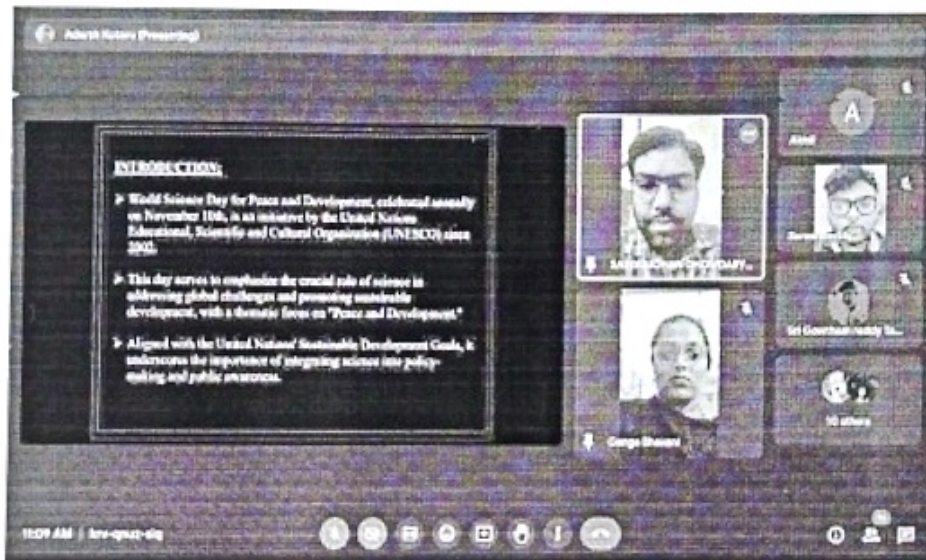 (Presenting)
INTRODUCTION:
➤ World Science Day for Peace and Development, celebrated annually
on November 10th, is an initiative by the United Nations
Educational, Scientific and Cultural Organization (UNESCO) since
2002.
➤ This day serves to emphasize the crucial role of science in
addressing global challenges and promoting sustainable
development, with a thematic focus on "Peace and Development."
➤ Aligned with the United Nations' Sustainable Development Goals, it
underscores the importance of integrating science into policy-
making and public awareness.
A
Ganga Bhavani
10 others
11:09 AM